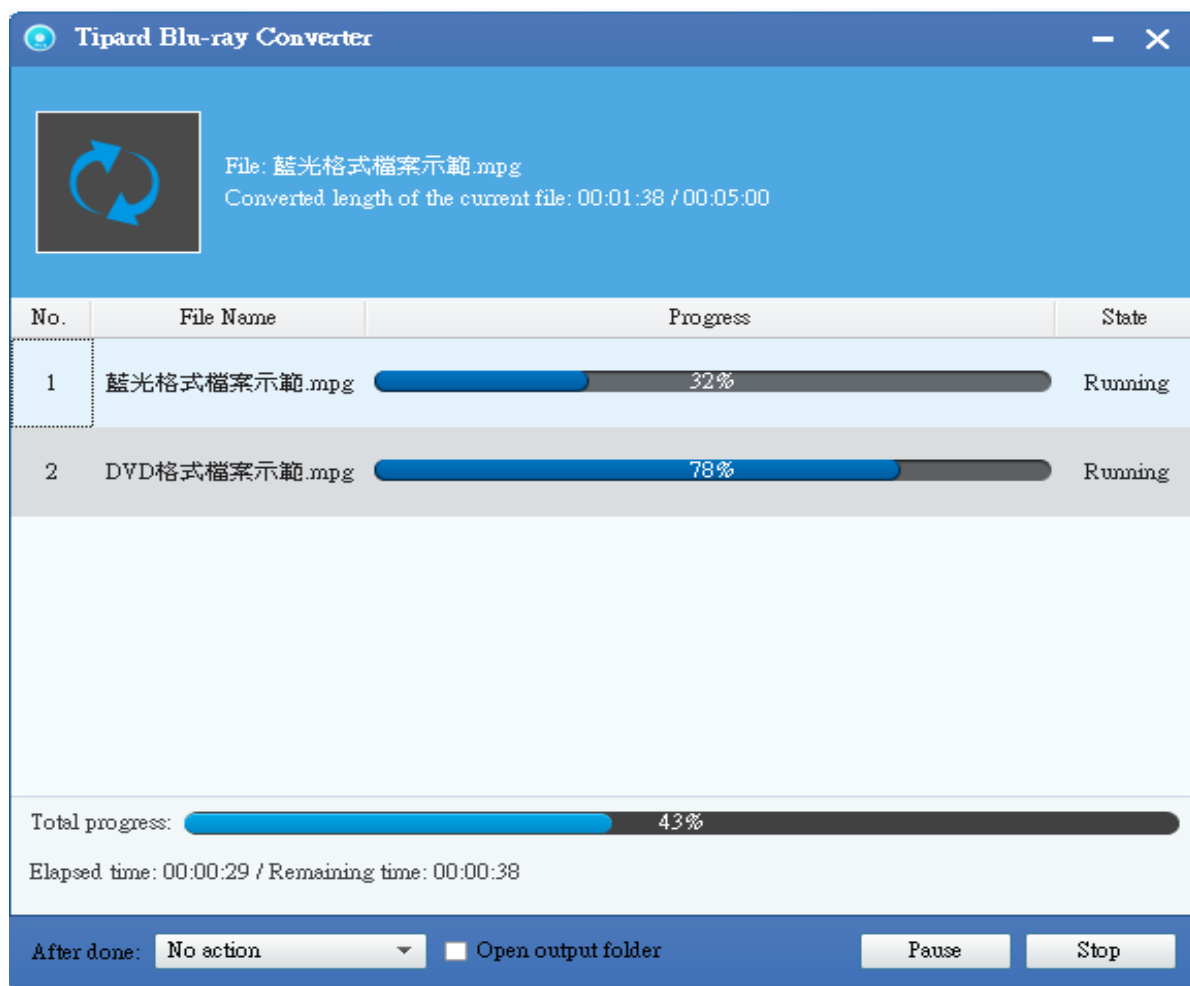 Tipard Blu-ray Converter
File: 藍光格式檔案示範.mpg
Converted length of the current file: 00:01:38 / 00:05:00
No. File Name Progress State
1 藍光格式檔案示範.mpg 32% Running
2 DVD格式檔案示範.mpg 78% Running
Total progress: 43%
Elapsed time: 00:00:29 / Remaining time: 00:00:38
After done: No action Open output folder Pause Stop